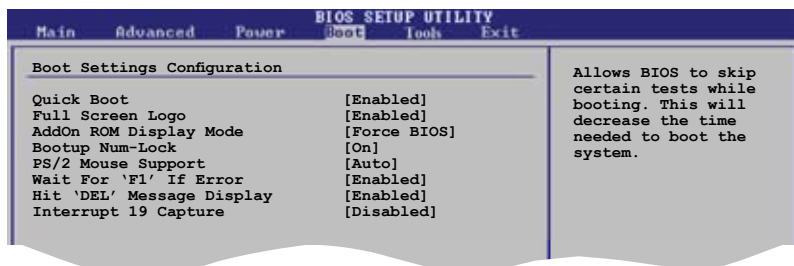 BIOS SETUP UTILITY
Main Advanced Power Boot Tools Exit
Boot Settings Configuration
Quick Boot [Enabled]
Full Screen Logo [Enabled]
AddOn ROM Display Mode [Force BIOS]
Bootup Num-Lock [On]
PS/2 Mouse Support [Auto]
Wait For ‘F1’ If Error [Enabled]
Hit ‘DEL’ Message Display [Enabled]
Interrupt 19 Capture [Disabled]
Allows BIOS to skip
certain tests while
booting. This will
decrease the time
needed to boot the
system.